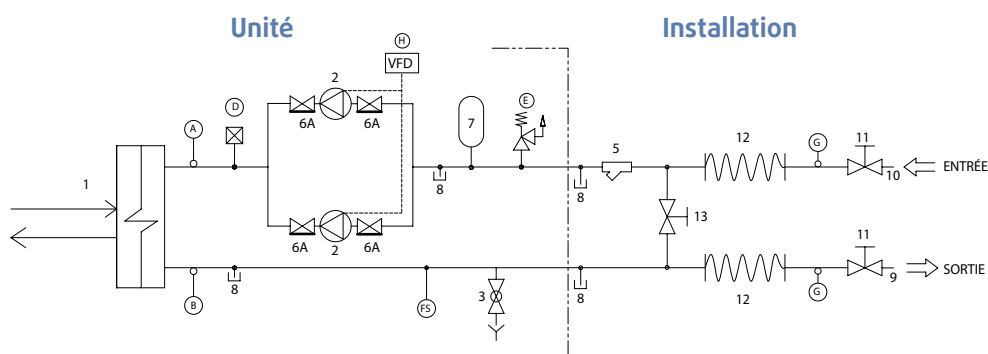 Unité
Installation
H
VFD
2
D
6A
6A
E
7
A
5
12
G
11
10
ENTRÉE
1
8
8
13
6A
6A
2
11
8
3
8
12
G
9
SORTIE
B
FS